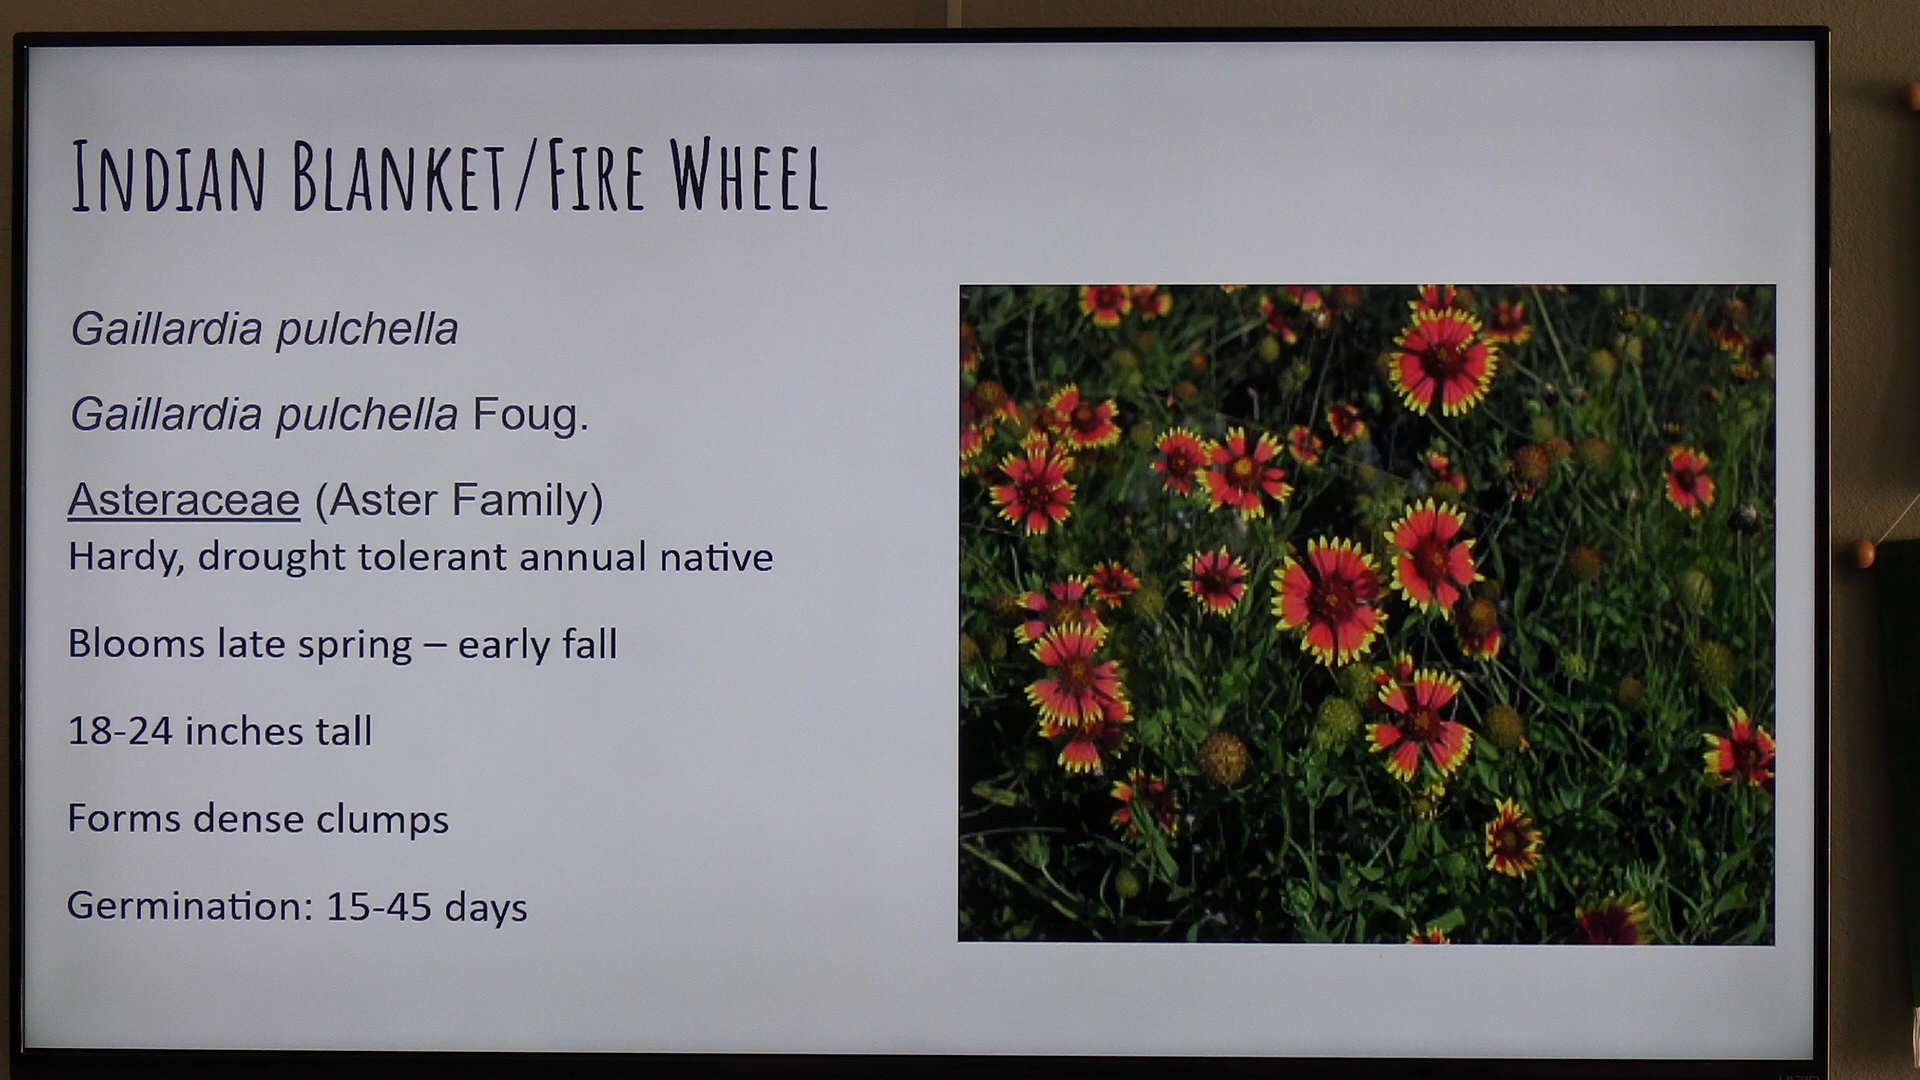 INDIAN BLANKET/FIRE WHEEL
Gaillardia pulchella
Gaillardia pulchella Foug.
Asteraceae (Aster Family)
Hardy, drought tolerant annual native
Blooms late spring – early fall
18-24 inches tall
Forms dense clumps
Germination: 15-45 days
VIZIO